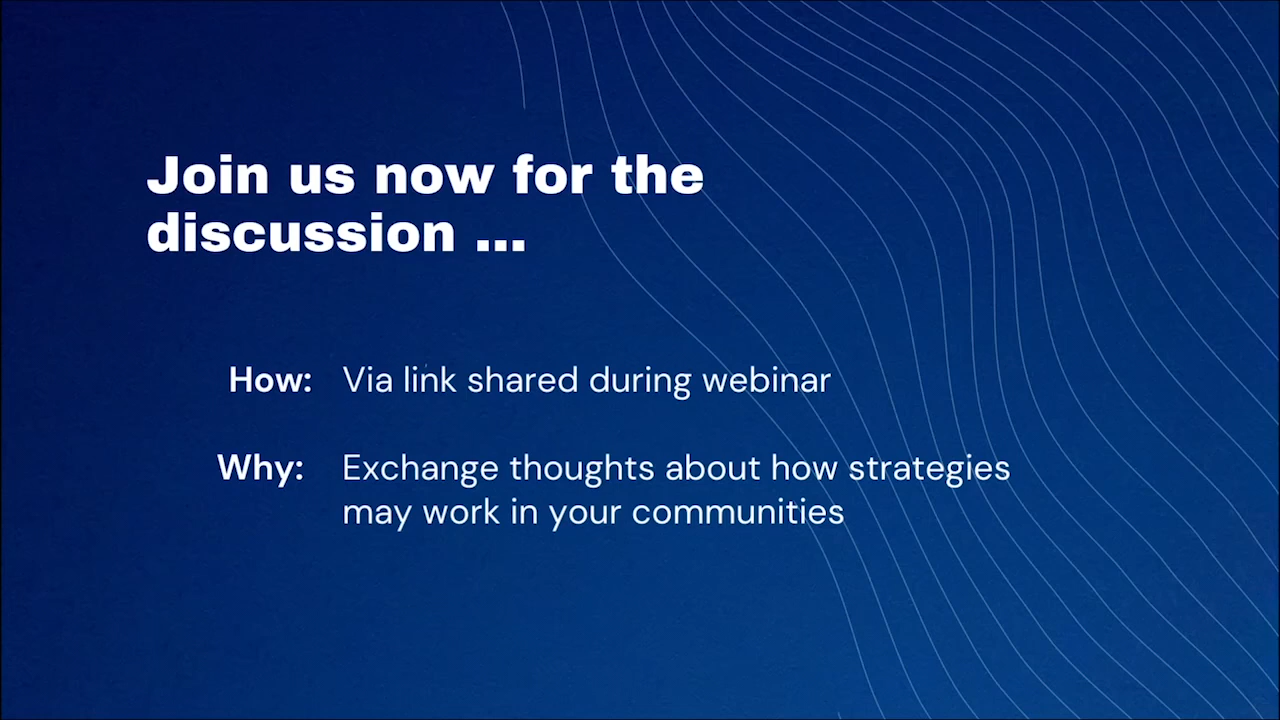 Join us now for the
discussion ...
How: Via link shared during webinar
Why: Exchange thoughts about how strategies
may work in your communities